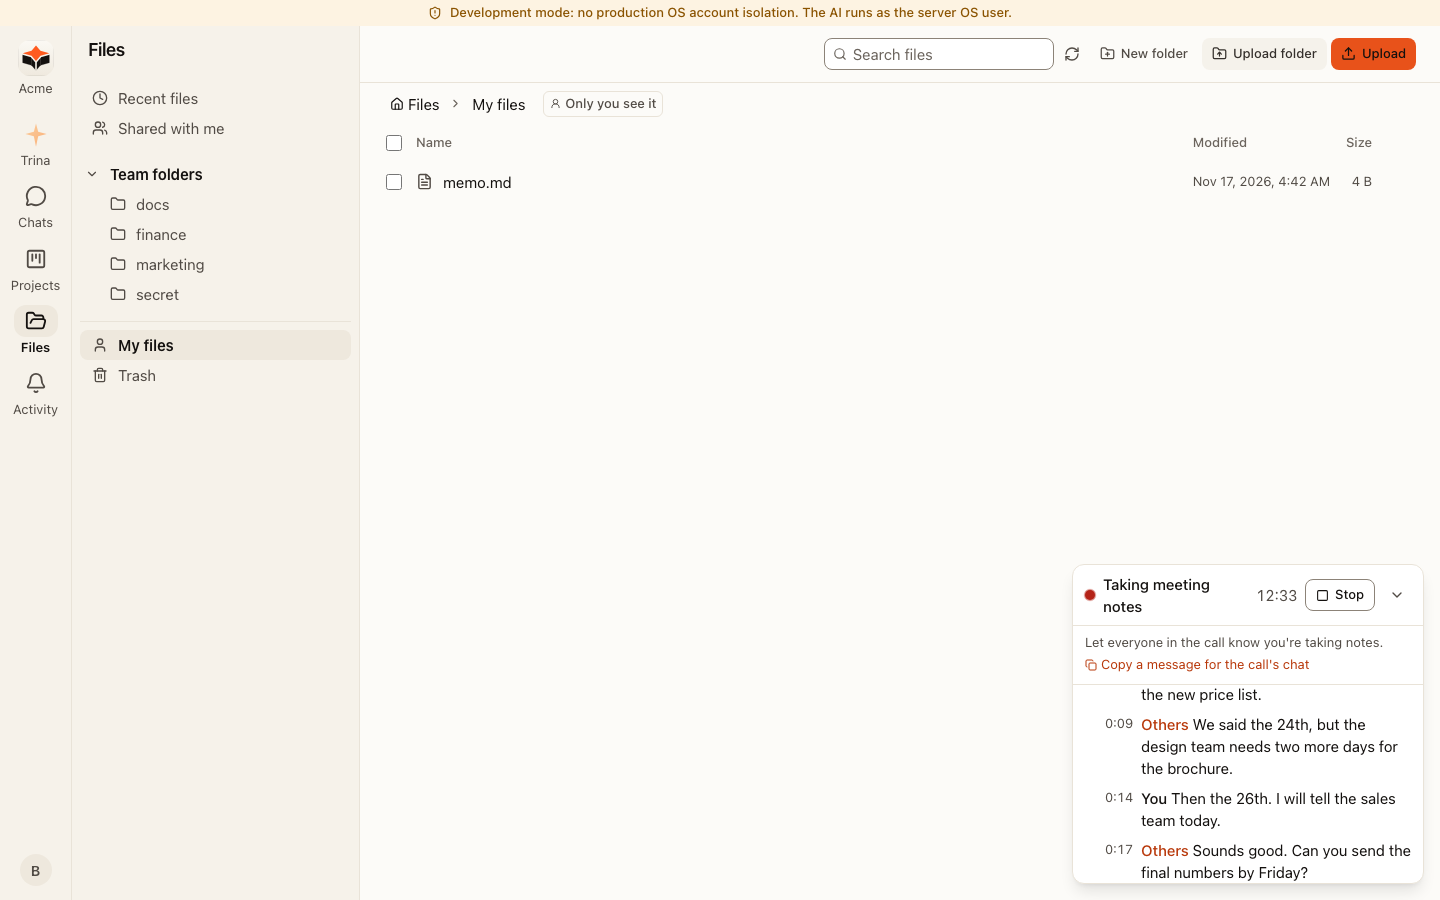 Development mode: no production OS account isolation. The AI runs as the server OS user.
Acme
Trina
Chats
Projects
Files
Activity
B
Files
Recent files
Shared with me
Team folders
docs
finance
marketing
secret
My files
Trash
Search files
New folder
Upload folder
Upload
Files
My files
Only you see it
Name
Modified
Size
memo.md
Nov 17, 2026, 4:42 AM
4 B
Taking meeting
notes
12:33
Stop
Let everyone in the call know you're taking notes.
Copy a message for the call's chat
the new price list.
0:09 Others We said the 24th, but the
design team needs two more days for
the brochure.
0:14 You Then the 26th. I will tell the sales
team today.
0:17 Others Sounds good. Can you send the
final numbers by Friday?